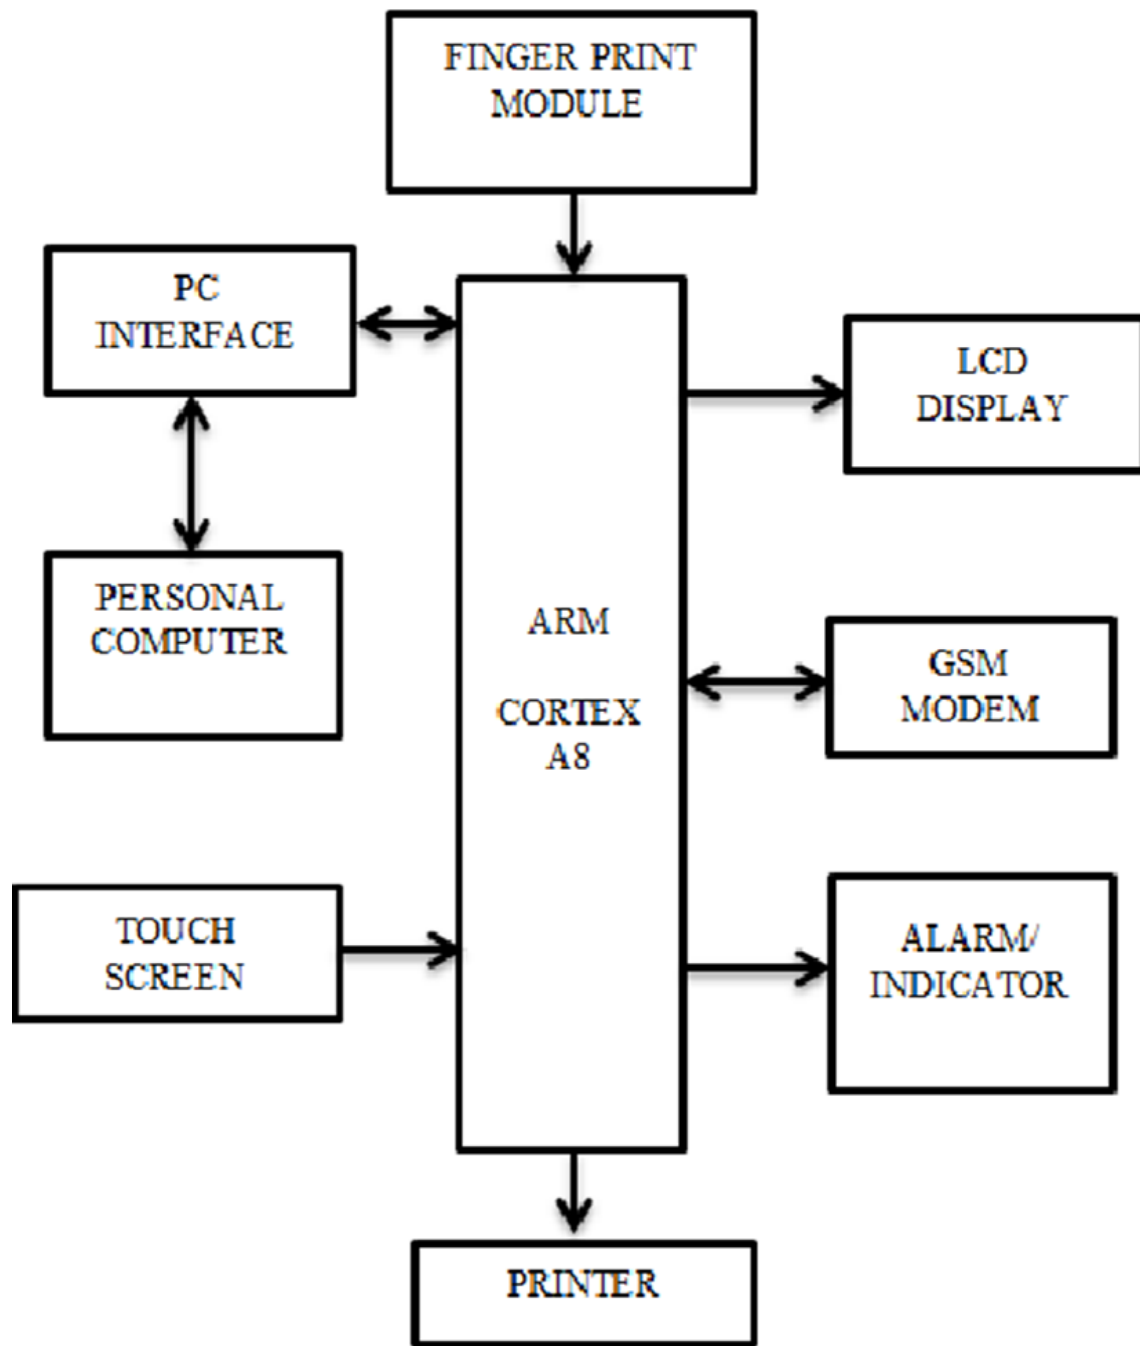 FINGER PRINT
MODULE
PC
INTERFACE
LCD
DISPLAY
PERSONAL
COMPUTER
ARM
CORTEX
A8
GSM
MODEM
TOUCH
SCREEN
ALARM/
INDICATOR
PRINTER